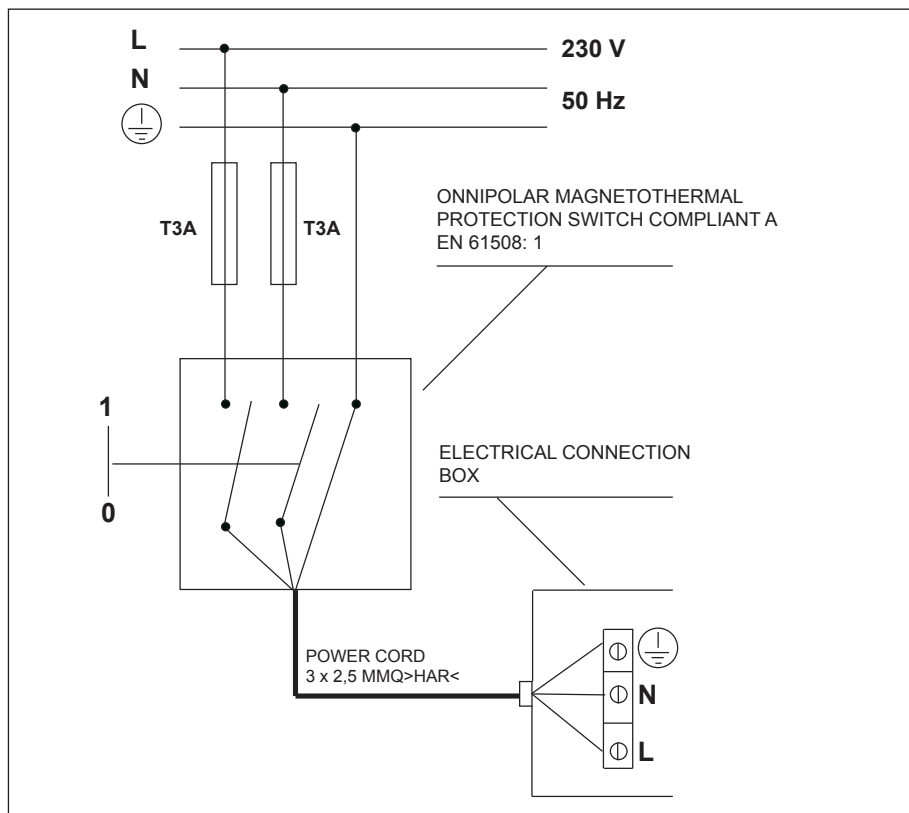 L
230 V
N
50 Hz
T3A
T3A
ONNIPOLAR MAGNETOTHERMAL
PROTECTION SWITCH COMPLIANT A
EN 61508: 1
1
0
ELECTRICAL CONNECTION
BOX
POWER CORD
3 x 2,5 MMQ>HAR<
N
L